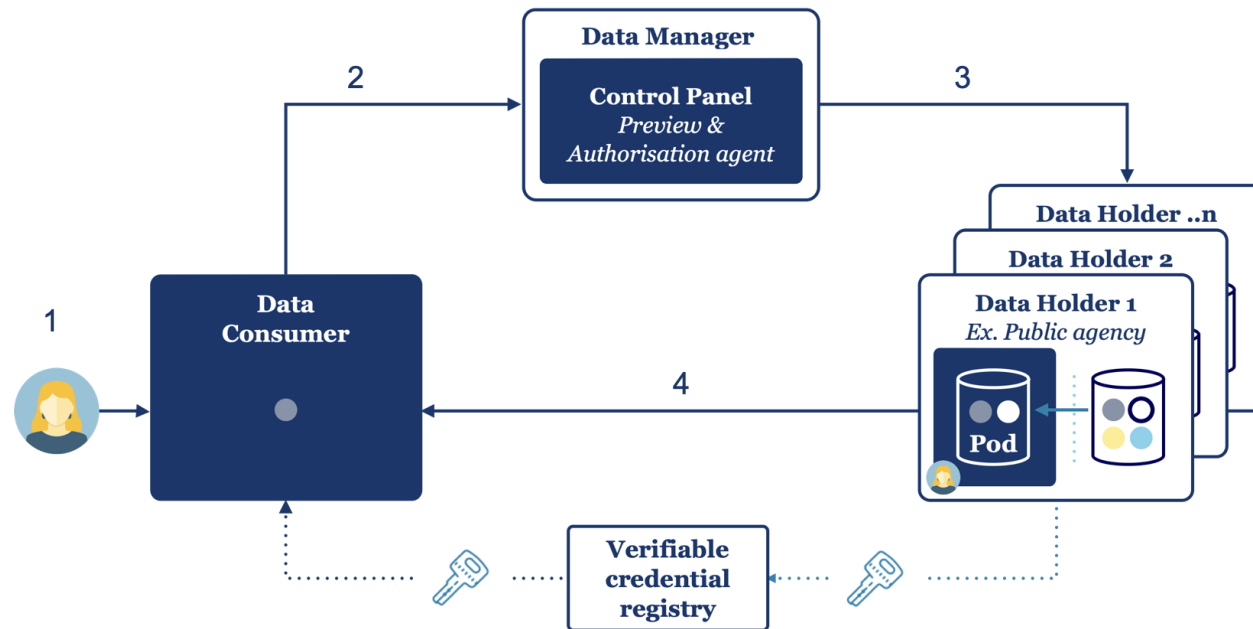 Data Manager
Control Panel
Preview &
Authorisation agent
2
3
Data Holder ..n
Data Holder 2
Data Holder 1
Ex. Public agency
Pod
1
Data
Consumer
4
Verifiable
credential
registry